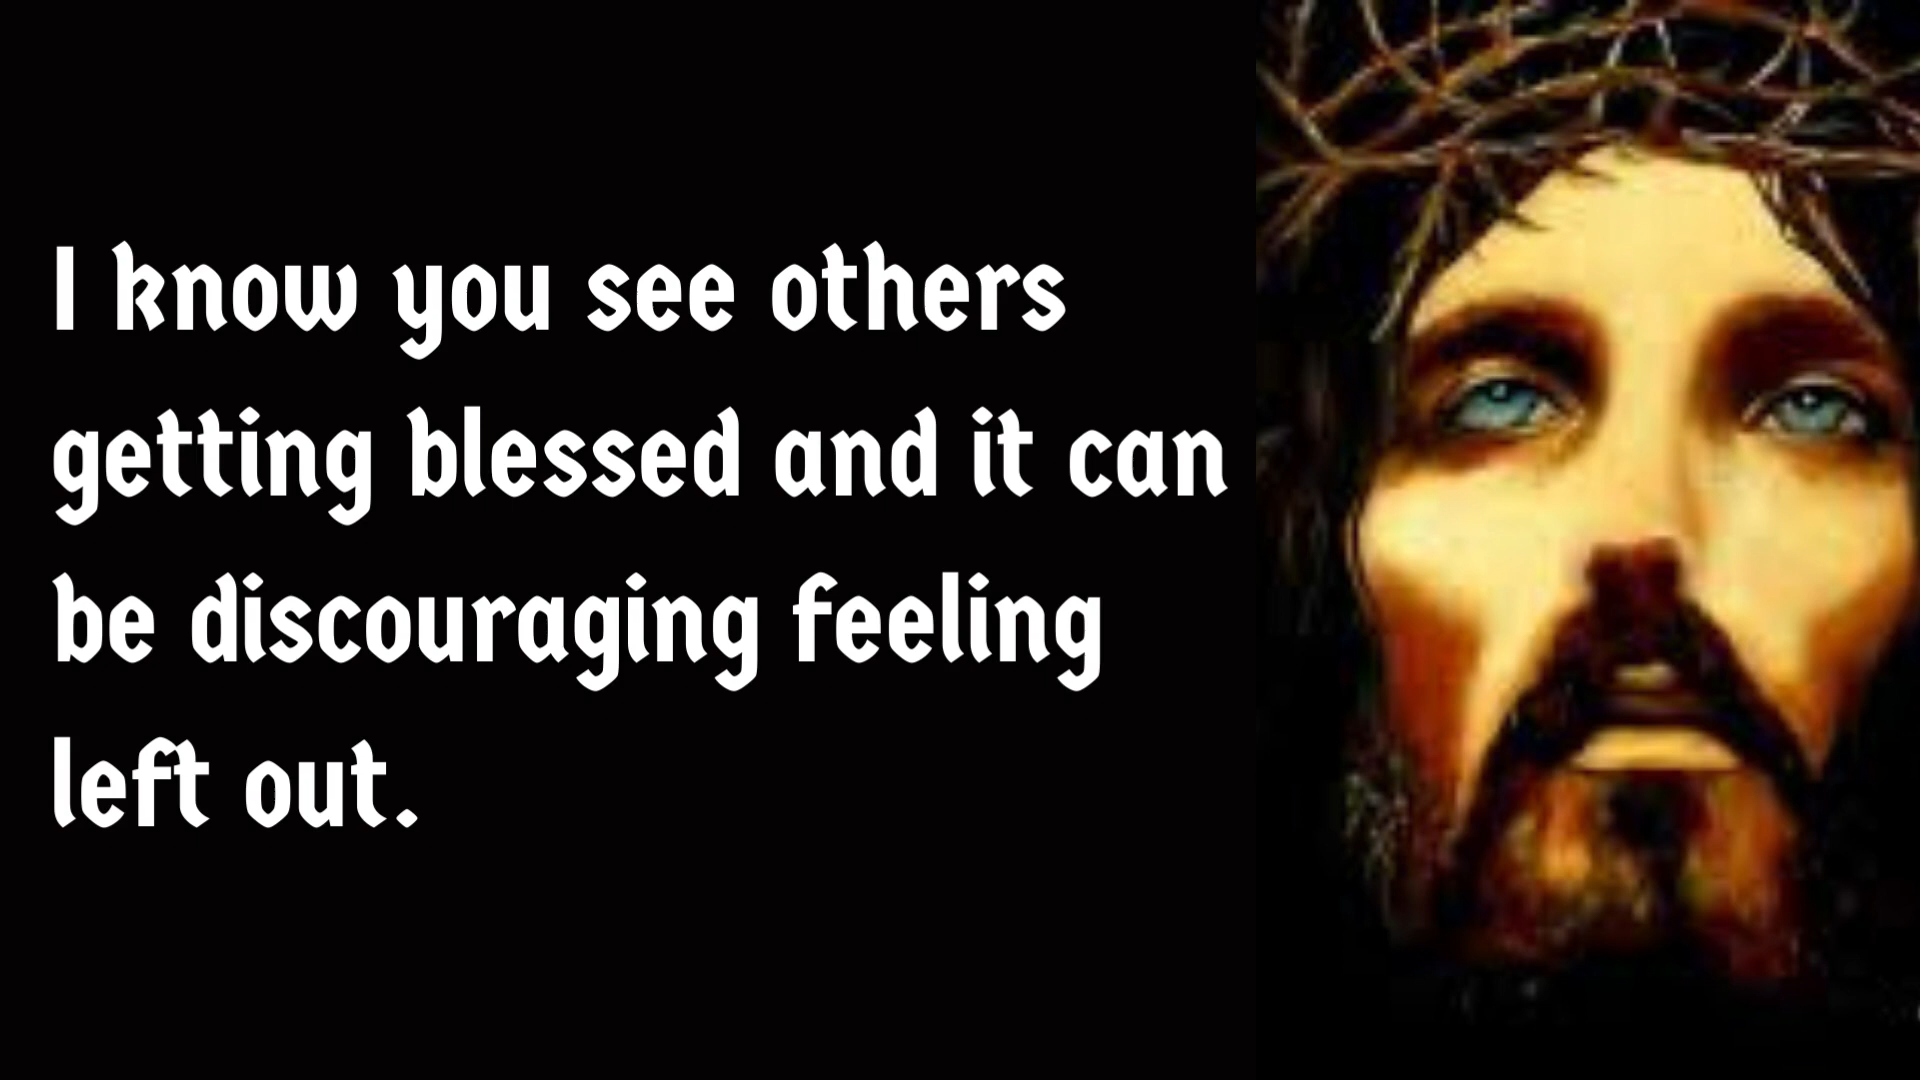 I know you see others
getting blessed and it can
be discouraging feeling
left out.